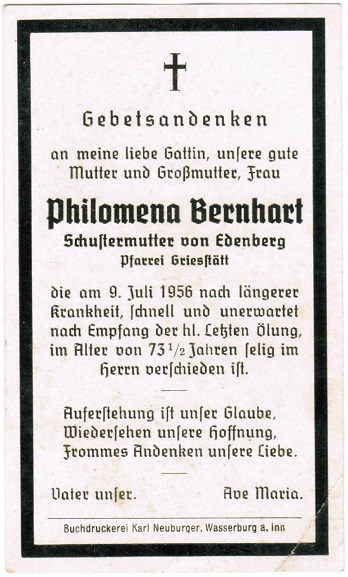 Gebetsandenken
an meine liebe Gattin, unsere gute
Mutter und Großmutter, Frau
Philomena Bernhart
Schustermutter von Edenberg
Pfarrei Griesstätt
die am 9. Juli 1956 nach längerer
Krankheit, schnell und unerwartet
nach Empfang der hl. Letzten Ölung,
im Alter von 73 1/2 Jahren selig im
Herrn verschieden ist.
Auferstehung ist unser Glaube,
Wiedersehen unsere Hoffnung,
Frommes Andenken unsere Liebe.
Vater unser. Ave Maria.
Buchdruckerei Karl Neuburger, Wasserburg a. Inn